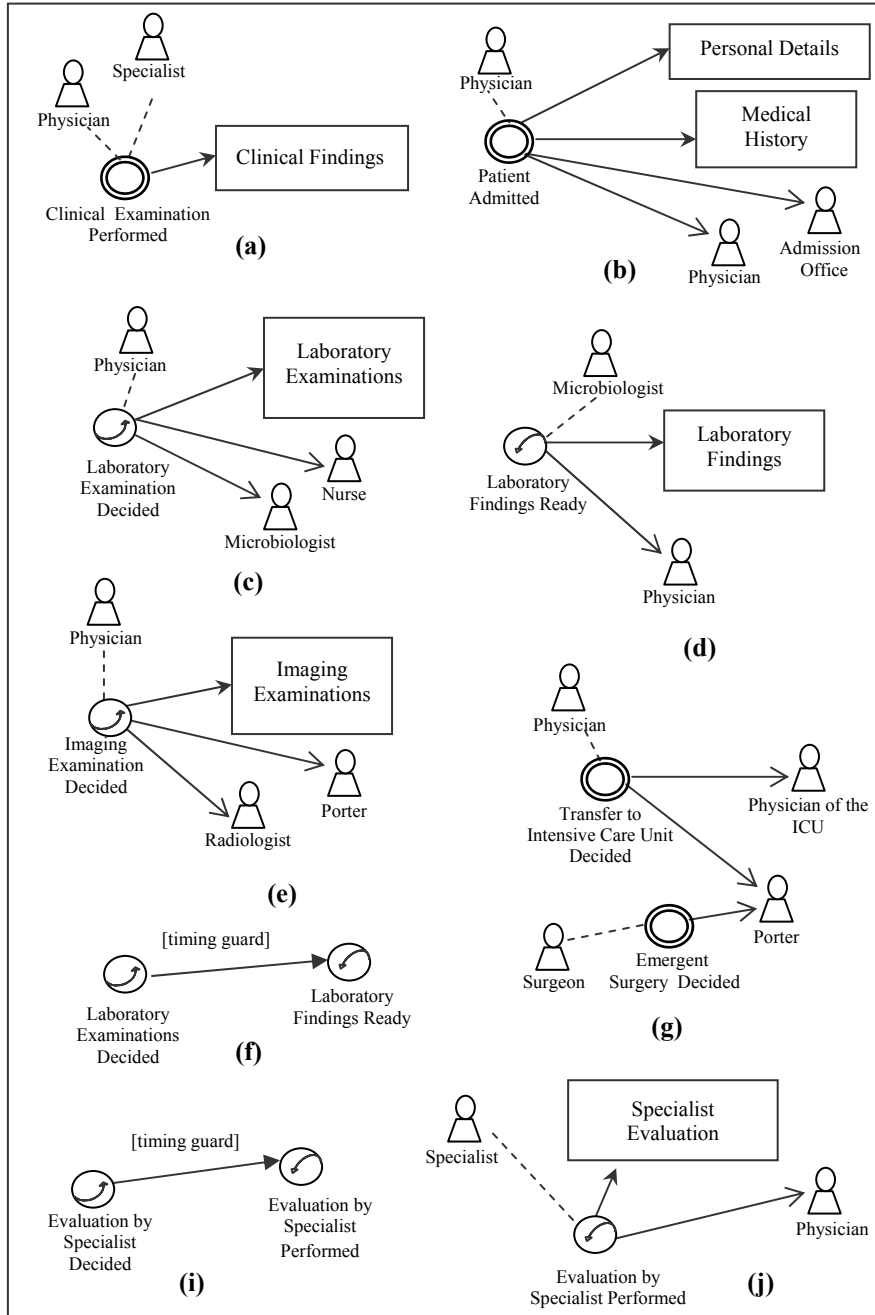 Specialist
Physician
Clinical Findings
Clinical Examination
Performed
(a)
Physician
Personal Details
Medical
History
Patient
Admitted
Physician
Admission
Office
(b)
Physician
Laboratory
Examinations
Laboratory
Examination
Decided
Nurse
Microbiologist
(c)
Microbiologist
Laboratory
Findings
Laboratory
Findings Ready
Physician
(d)
Physician
Imaging
Examinations
Imaging
Examination
Decided
Porter
Radiologist
(e)
[timing guard]
Laboratory
Examinations
Decided
Laboratory
Findings Ready
(f)
Physician
Transfer to
Intensive Care Unit
Decided
Physician of the
ICU
Porter
Surgeon
Emergent
Surgery Decided
(g)
[timing guard]
Evaluation by
Specialist
Decided
Evaluation by
Specialist
Performed
(i)
Specialist
Specialist
Evaluation
Physician
Evaluation by
Specialist Performed
(j)